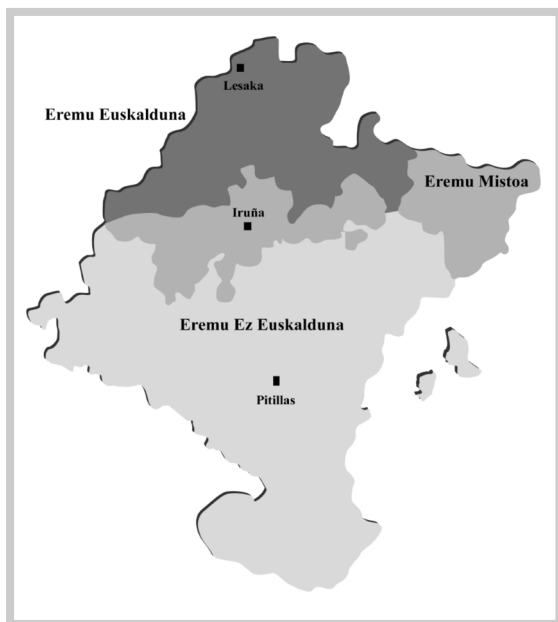 Lesaka
Eremu Euskalduna
Eremu Mistoa
Iruña
Eremu Ez Euskalduna
Pitillas